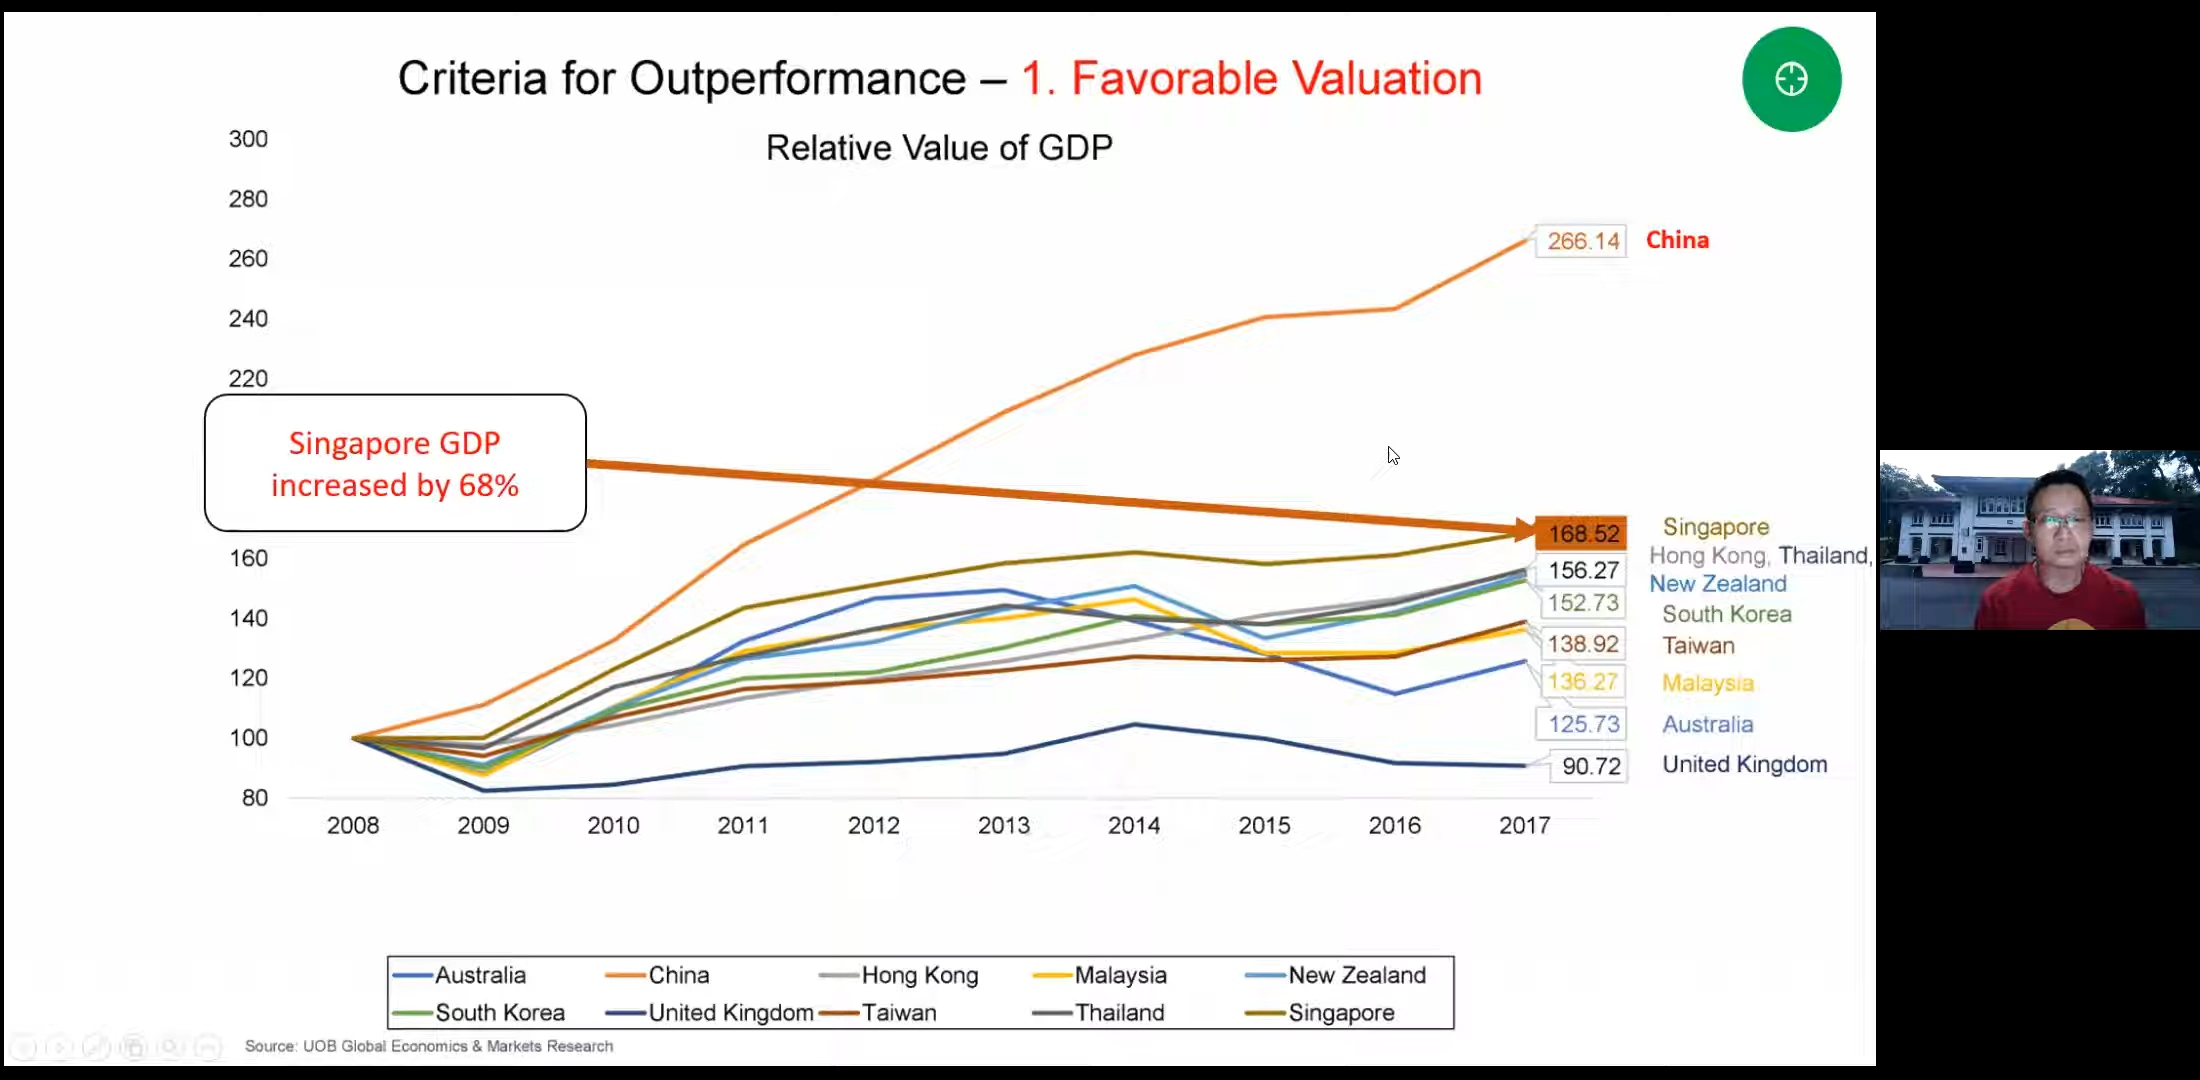 Criteria for Outperformance – 1. Favorable Valuation
Relative Value of GDP
300
280
260
240
220
160
140
120
100
80
Singapore GDP
increased by 68%
266.14 China
168.52 Singapore
Hong Kong, Thailand,
156.27
New Zealand
152.73 South Korea
138.92 Taiwan
136.27 Malaysia
125.73 Australia
90.72 United Kingdom
2008 2009 2010 2011 2012 2013 2014 2015 2016 2017
Australia China Hong Kong Malaysia New Zealand
South Korea United Kingdom Taiwan Thailand Singapore
Source: UOB Global Economics & Markets Research